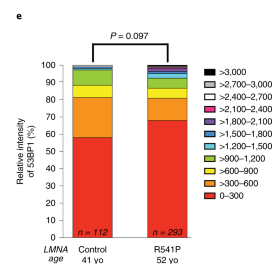 e
P = 0.097
Relative intensity
of 53BP1 (%)
100
90
80
70
60
50
40
30
20
10
0
n = 112
n = 293
LMNA Control R541P
age 41 yo 52 yo
>3,000
>2,700–3,000
>2,400–2,700
>2,100–2,400
>1,800–2,100
>1,500–1,800
>1,200–1,500
>900–1,200
>600–900
>300–600
0–300